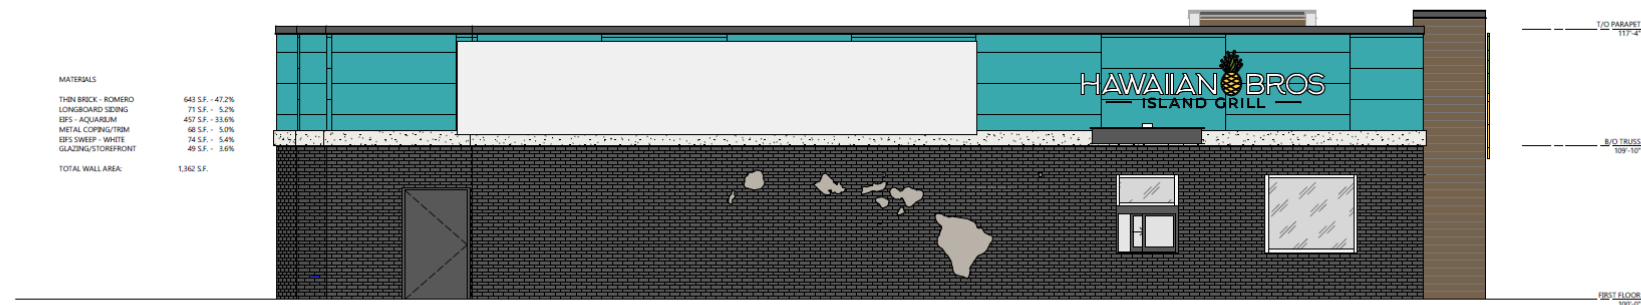 MATERIALS
THIN BRICK - ROMERO 643 S.F. - 47.2%
LONGBOARD SIDING 71 S.F. - 5.2%
EIFS - AQUARIUM 457 S.F. - 33.6%
METAL COPING/TRIM 68 S.F. - 5.0%
EIFS SWEEP - WHITE 74 S.F. - 5.4%
GLAZING/STOREFRONT 49 S.F. - 3.6%
TOTAL WALL AREA: 1,362 S.F.
HAWAIIAN BROS
ISLAND GRILL
T/O PARAPET
117'-4"
B/O TRUSS
109'-10"
FIRST FLOOR
100'-0"